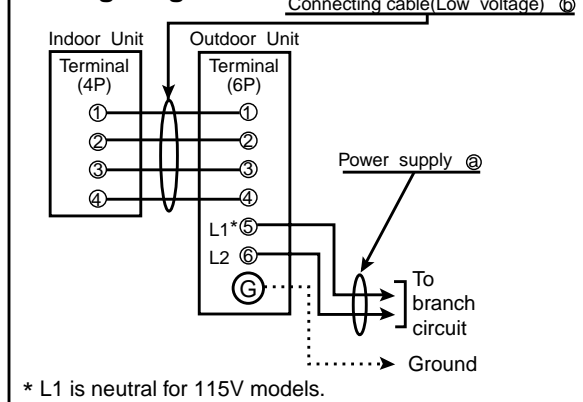 Connecting cable(Low voltage) ⓑ
Indoor Unit
Outdoor Unit
Terminal
(4P)
Terminal
(6P)
① ①
② ②
③ ③
④ ④
Power supply ⓐ
L1*⑤
L2 ⑥
G
To
branch
circuit
Ground
* L1 is neutral for 115V models.